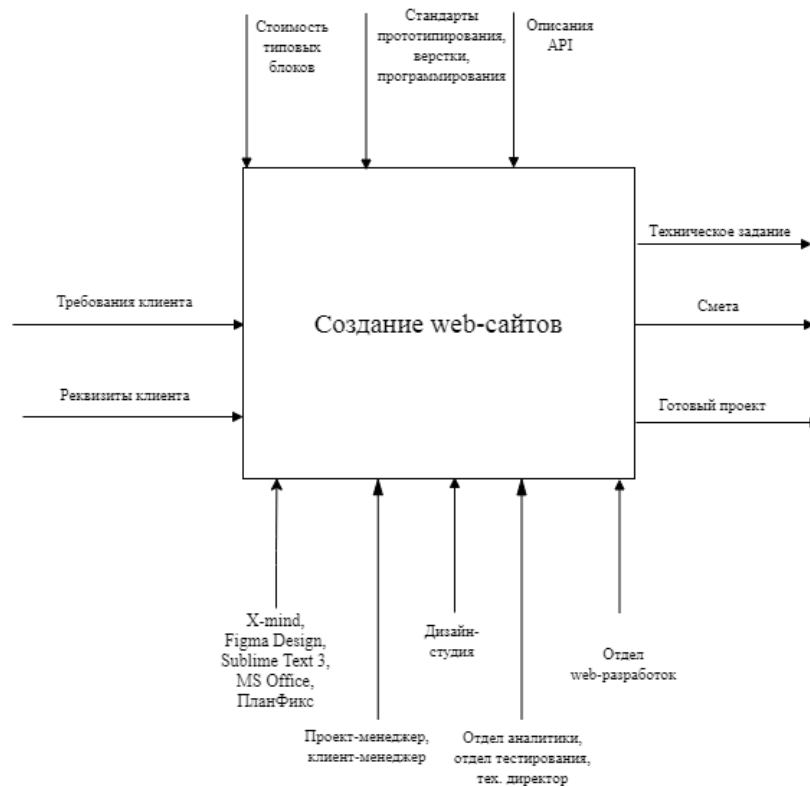 Стоимость
типовых
блоков
Стандарты
прототипирования,
верстки,
программирования
Описания
API
Требования клиента
Реквизиты клиента
Создание web-сайтов
Техническое задание
Смета
Готовый проект
X-mind,
Figma Design,
Sublime Text 3,
MS Office,
ПланФикс
Проект-менеджер,
клиент-менеджер
Дизайн-
студия
Отдел аналитики,
отдел тестирования,
тех. директор
Отдел
web-разработок